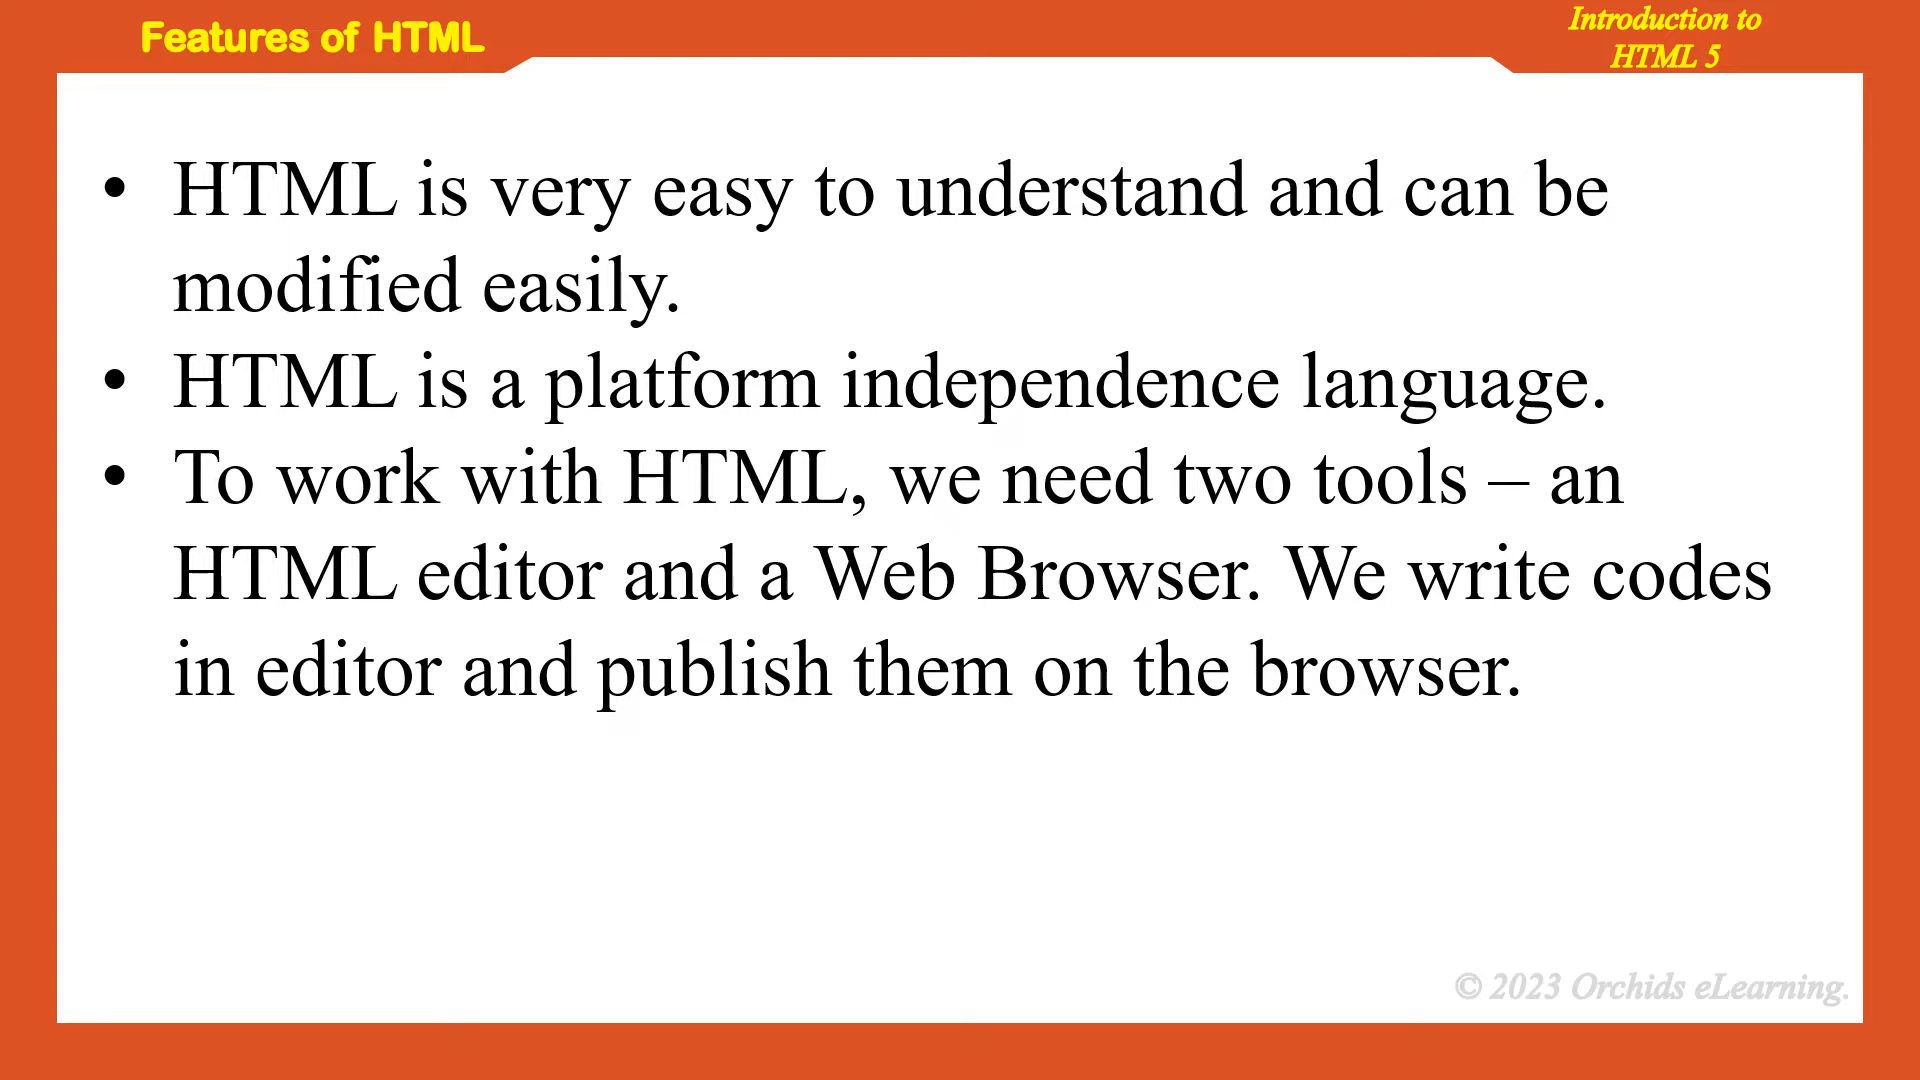 Features of HTML
Introduction to
HTML 5
• HTML is very easy to understand and can be
modified easily.
• HTML is a platform independence language.
• To work with HTML, we need two tools – an
HTML editor and a Web Browser. We write codes
in editor and publish them on the browser.
© 2023 Orchids eLearning.